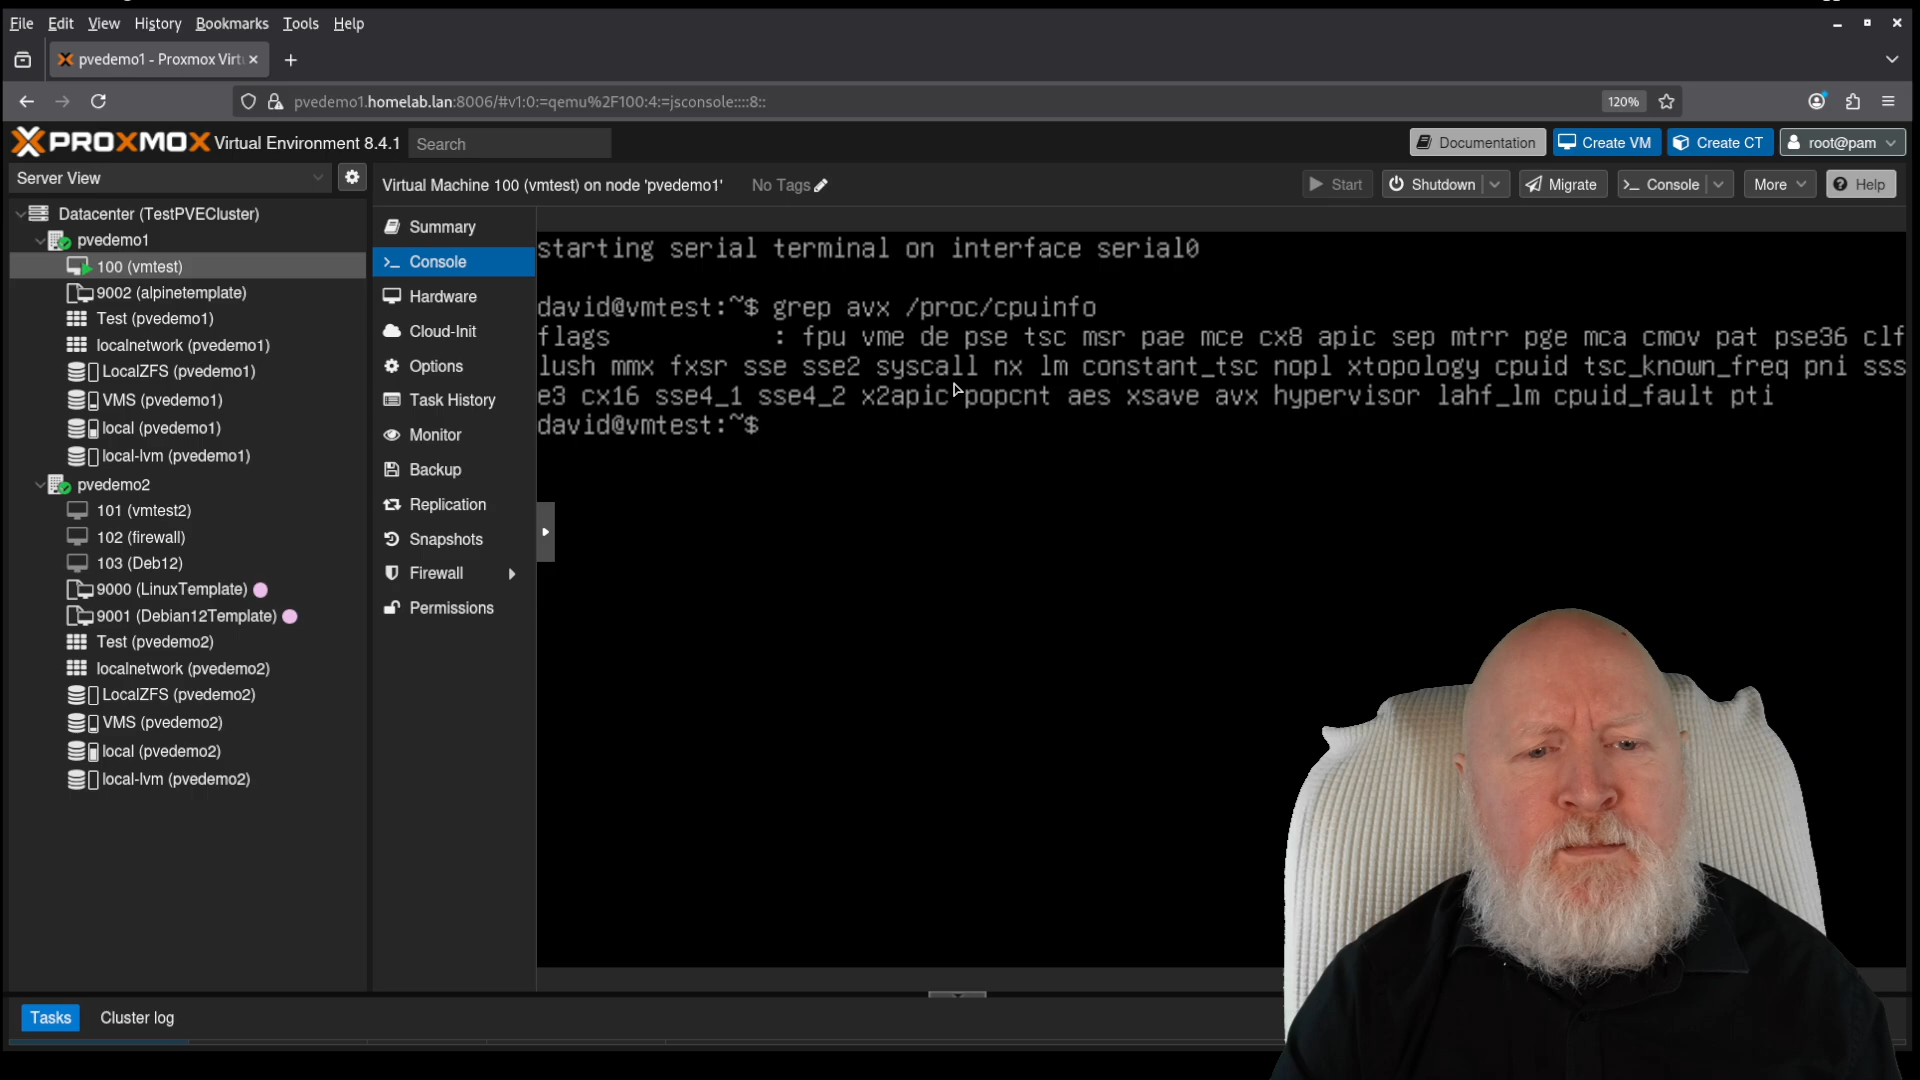 File Edit View History Bookmarks Tools Help
pvedemo1 - Proxmox Virt
pvedemo1.homelab.lan:8006/#v1:0:=qemu%2F100:4:=jsconsole::::8::
120%
PROXMOX Virtual Environment 8.4.1
Search
Documentation
Create VM
Create CT
root@pam
Server View
Virtual Machine 100 (vmtest) on node 'pvedemo1'
No Tags
Start
Shutdown
Migrate
Console
More
Help
Datacenter (TestPVECluster)
pvedemo1
100 (vmtest)
9002 (alpinetemplate)
Test (pvedemo1)
localnetwork (pvedemo1)
LocalZFS (pvedemo1)
VMS (pvedemo1)
local (pvedemo1)
local-lvm (pvedemo1)
pvedemo2
101 (vmtest2)
102 (firewall)
103 (Deb12)
9000 (LinuxTemplate)
9001 (Debian12Template)
Test (pvedemo2)
localnetwork (pvedemo2)
LocalZFS (pvedemo2)
VMS (pvedemo2)
local (pvedemo2)
local-lvm (pvedemo2)
Summary
Console
Hardware
Cloud-Init
Options
Task History
Monitor
Backup
Replication
Snapshots
Firewall
Permissions
starting serial terminal on interface serial0
david@vmtest:~$ grep avx /proc/cpuinfo
flags : fpu vme de pse tsc msr pae mce cx8 apic sep mtrr pge mca cmov pat pse36 clf
lush mmx fxsr sse sse2 syscall nx lm constant_tsc nopl xtopology cpuid tsc_known_freq pni sss
e3 cx16 sse4_1 sse4_2 x2apic popcnt aes xsave avx hypervisor lahf_lm cpuid_fault pti
david@vmtest:~$
Tasks
Cluster log